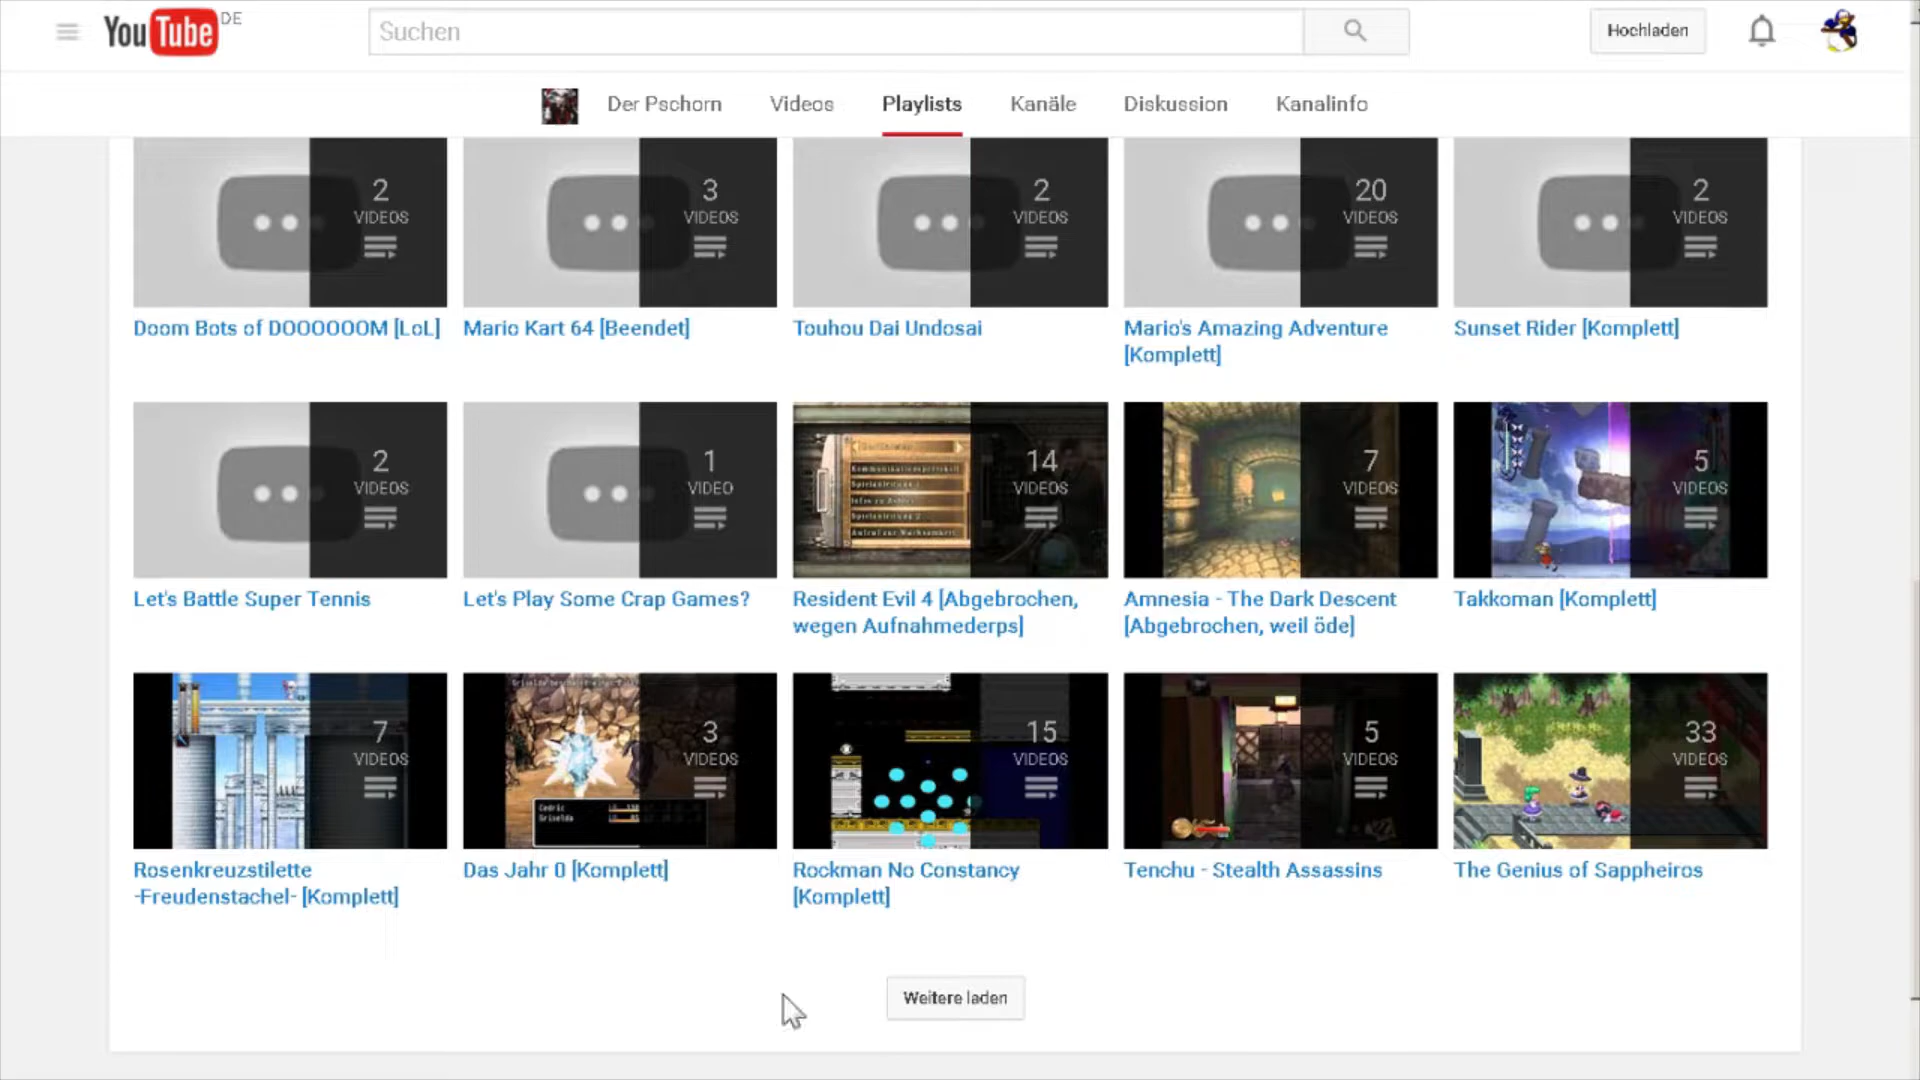 YouTube DE
Suchen
Hochladen
Der Pschorn Videos Playlists Kanäle Diskussion Kanalinfo
2 VIDEOS
3 VIDEOS
2 VIDEOS
20 VIDEOS
2 VIDEOS
Doom Bots of DOOOOOOM [LoL]
Mario Kart 64 [Beendet]
Touhou Dai Undosai
Mario's Amazing Adventure
[Komplett]
Sunset Rider [Komplett]
2 VIDEOS
1 VIDEO
14 VIDEOS
7 VIDEOS
5 VIDEOS
Let's Battle Super Tennis
Let's Play Some Crap Games?
Resident Evil 4 [Abgebrochen,
wegen Aufnahmederps]
Amnesia - The Dark Descent
[Abgebrochen, weil öde]
Takkoman [Komplett]
7 VIDEOS
3 VIDEOS
Cedric
Griselda
15 VIDEOS
5 VIDEOS
33 VIDEOS
Rosenkreuzstilette
-Freudenstachel- [Komplett]
Das Jahr 0 [Komplett]
Rockman No Constancy
[Komplett]
Tenchu - Stealth Assassins
The Genius of Sappheiros
Weitere laden